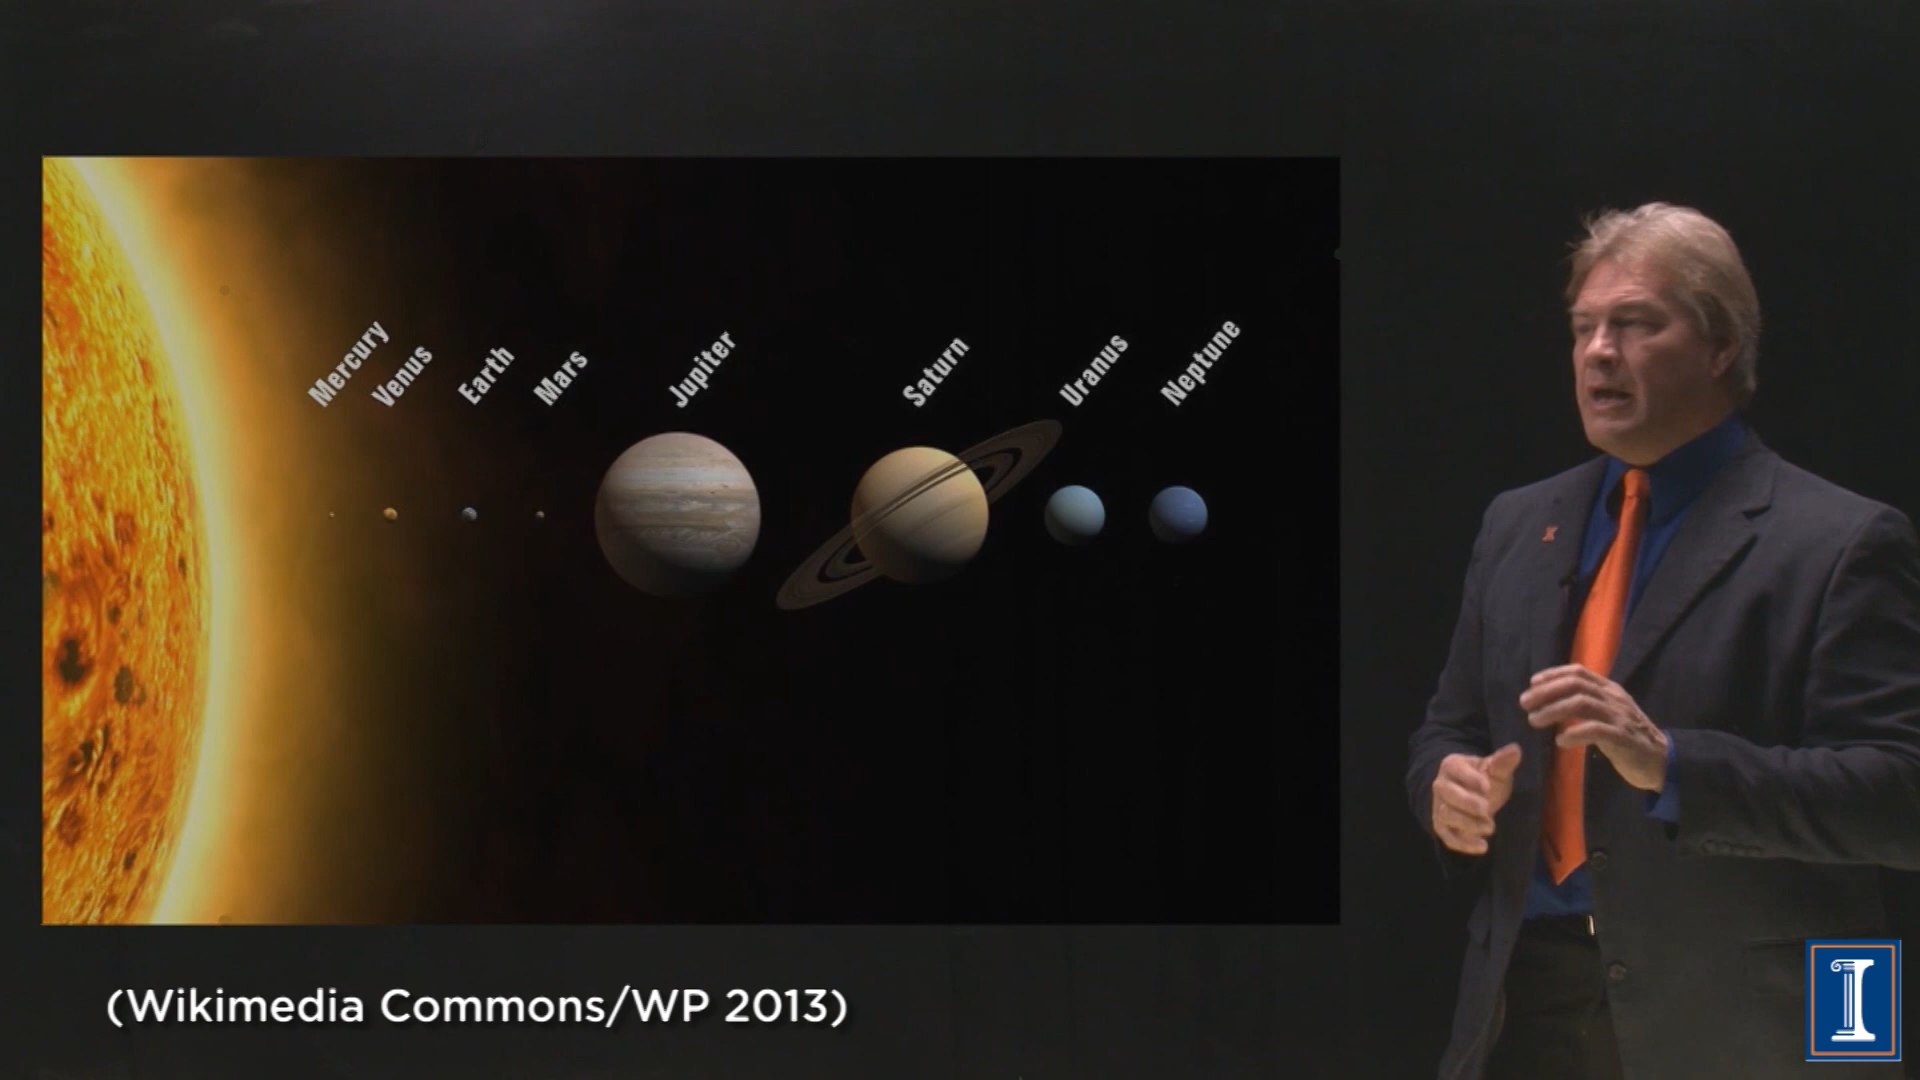 Mercury
Venus
Earth
Mars
Jupiter
Saturn
Uranus
Neptune
(Wikimedia Commons/WP 2013)
I